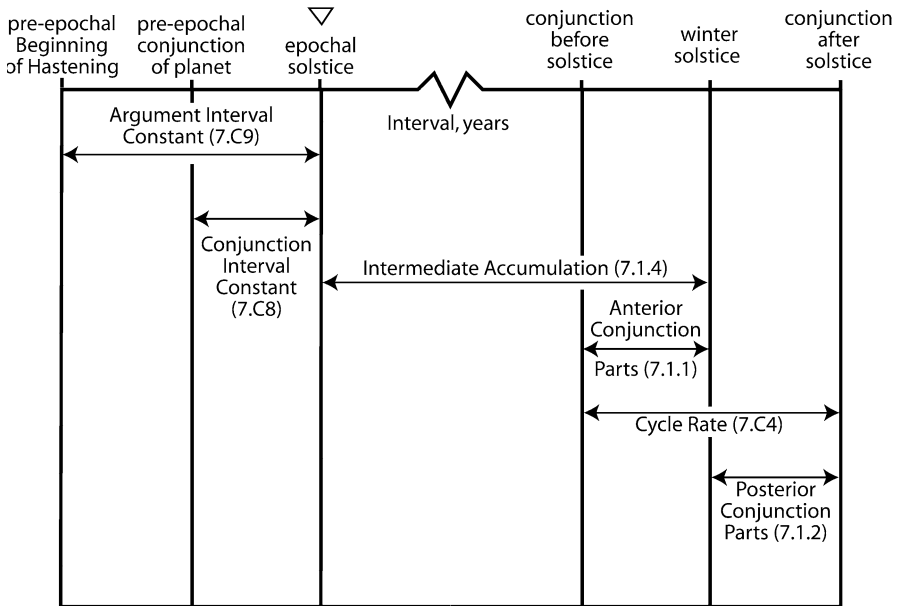 pre-epochal
Beginning
of Hastening
pre-epochal
conjunction
of planet
epochal
solstice
conjunction
before
solstice
winter
solstice
conjunction
after
solstice
Argument Interval
Constant (7.C9)
Interval, years
Conjunction
Interval
Constant
(7.C8)
Intermediate Accumulation (7.1.4)
Anterior
Conjunction
Parts (7.1.1)
Cycle Rate (7.C4)
Posterior
Conjunction
Parts (7.1.2)